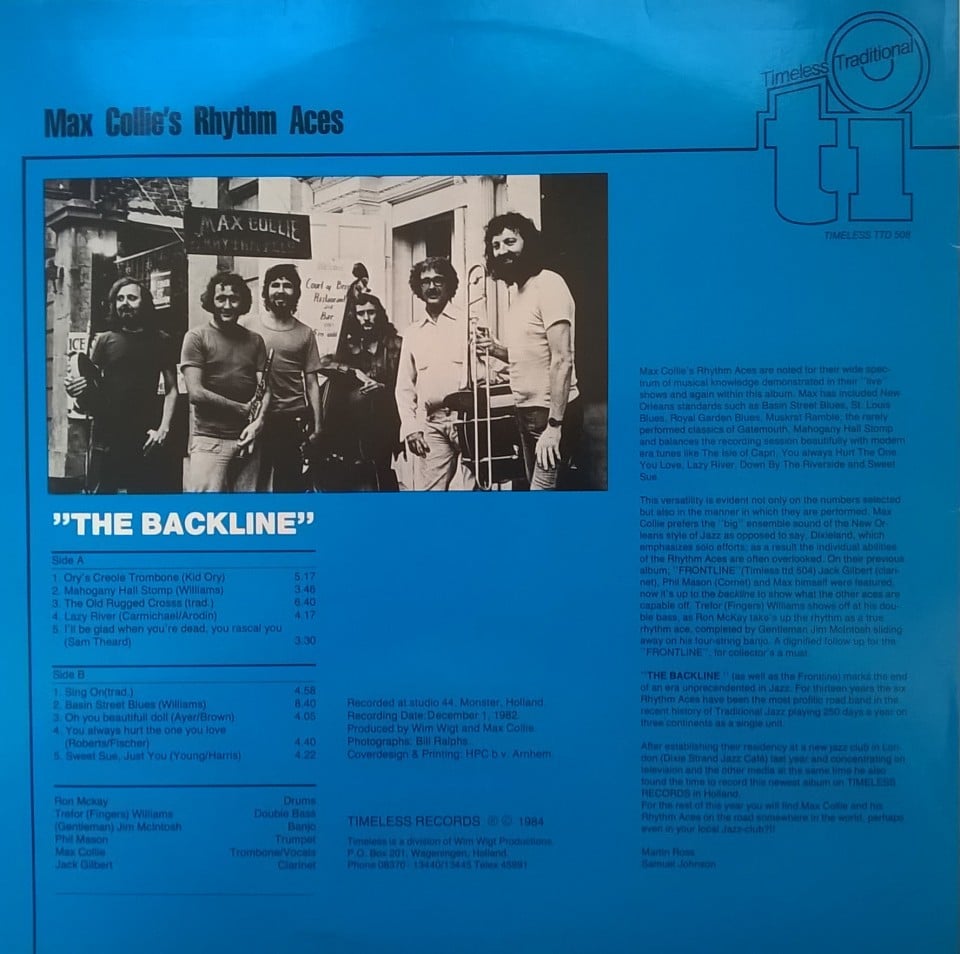 Timeless Traditional
ti
TIMELESS TTD 508
Max Collie's Rhythm Aces
MAX COLLIE
ICE
Court of
Restaurant
Bar
"THE BACKLINE"
Side A
1. Ory's Creole Trombone (Kid Ory) 5.17
2. Mahogany Hall Stomp (Williams) 3.46
3. The Old Rugged Crosss (trad.) 6.40
4. Lazy River (Carmichael/Arodin) 4.17
5. I'll be glad when you're dead, you rascal you
(Sam Theard) 3.30
Side B
1. Sing On(trad.) 4.58
2. Basin Street Blues (Williams) 8.40
3. Oh you beautifull doll (Ayer/Brown) 4.05
4. You always hurt the one you love
(Roberts/Fischer) 4.40
5. Sweet Sue, Just You (Young/Harris) 4.22
Ron Mckay Drums
Trefor (Fingers) Williams Double Bass
(Gentleman) Jim McIntosh Banjo
Phil Mason Trumpet
Max Collie Trombone/Vocals
Jack Gilbert Clarinet
Recorded at studio 44, Monster, Holland.
Recording Date: December 1, 1982.
Produced by Wim Wigt and Max Collie.
Photographs: Bill Ralphs.
Coverdesign & Printing: HPC b.v. Arnhem.
TIMELESS RECORDS ℗ © 1984
Timeless is a division of Wim Wigt Productions.
P.O. Box 201, Wageningen, Holland.
Phone 08370 - 13440/13445 Telex 45891
Max Collie's Rhythm Aces are noted for their wide spec-
trum of musical knowledge demonstrated in their "live"
shows and again within this album. Max has included New
Orleans standards such as Basin Street Blues, St. Louis
Blues, Royal Garden Blues, Muskrat Ramble; the rarely
performed classics of Gatemouth, Mahogany Hall Stomp
and balances the recording session beautifully with modern
era tunes like The Isle of Capri, You always Hurt The One
You Love, Lazy River, Down By The Riverside and Sweet
Sue.
This versatility is evident not only on the numbers selected
but also in the manner in which they are performed. Max
Collie prefers the "big" ensemble sound of the New Or-
leans style of Jazz as opposed to say, Dixieland, which
emphasizes solo efforts; as a result the individual abilities
of the Rhythm Aces are often overlooked. On their previous
album; "FRONTLINE"(Timless ttd 504) Jack Gilbert (clari-
net), Phil Mason (Cornet) and Max himself were featured,
now it's up to the backline to show what the other aces are
capable off. Trefor (Fingers) Williams shows off at his dou-
ble bass, as Ron McKay take's up the rhythm as a true
rhythm ace, completed by Gentleman Jim McIntosh sliding
away on his four-string banjo. A dignified follow up on the
"FRONTLINE", for collector's a must.
"THE BACKLINE" (as well as the Frontline) marks the end
of an era unprecendented in Jazz. For thirteen years the six
Rhythm Aces have been the most profitic road band in the
recent history of Traditional Jazz playing 250 days a year on
three continents as a single unit.
After establishing their residency at a new jazz club in Lon-
don (Dixie Strand Jazz Café) last year and concentrating on
television and the other media at the same time he also
found the time to record this newest album on TIMELESS
RECORDS in Holland.
For the rest of this year you will find Max Collie and his
Rhythm Aces on the road somewhere in the world, perhaps
even in your local Jazz-club?!!
Martin Ross
Samuel Johnson